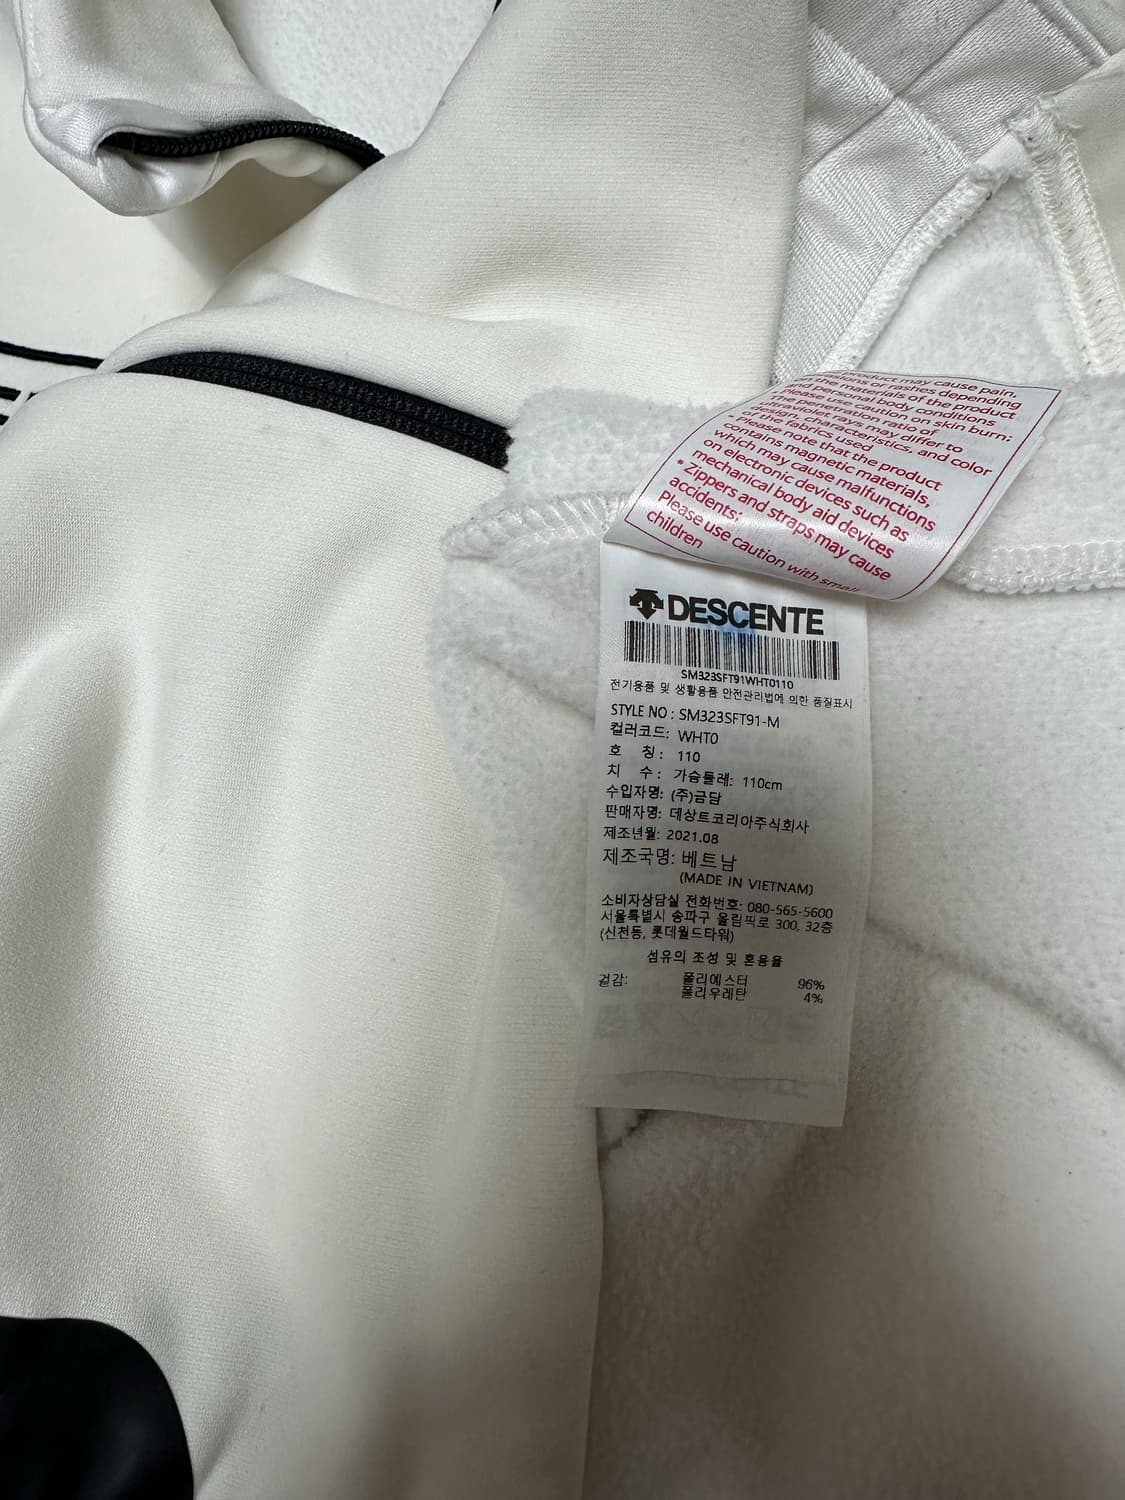 product may cause pain,
or rashes depending
on the materials of the product
and personal body conditions
Please use caution on skin burn;
The penetration ratio of
ultraviolet rays may differ to
design, characteristics, and color
of the fabrics used
* Please note that the product
contains magnetic materials,
which may cause malfunctions
on electronic devices such as
mechanical body aid devices
* Zippers and straps may cause
accidents;
Please use caution with small
children
DESCENTE
SM323SFT91WHT0110
전기용품 및 생활용품 안전관리법에 의한 품질표시
STYLE NO : SM323SFT91-M
컬러코드: WHT0
호 칭: 110
치 수: 가슴둘레: 110cm
수입자명: (주)금담
판매자명: 데상트코리아주식회사
제조년월: 2021.08
제조국명: 베트남
(MADE IN VIETNAM)
소비자상담실 전화번호: 080-565-5600
서울특별시 송파구 올림픽로 300, 32층
(신천동, 롯데월드타워)
섬유의 조성 및 혼용율
겉감: 폴리에스터 96%
폴리우레탄 4%